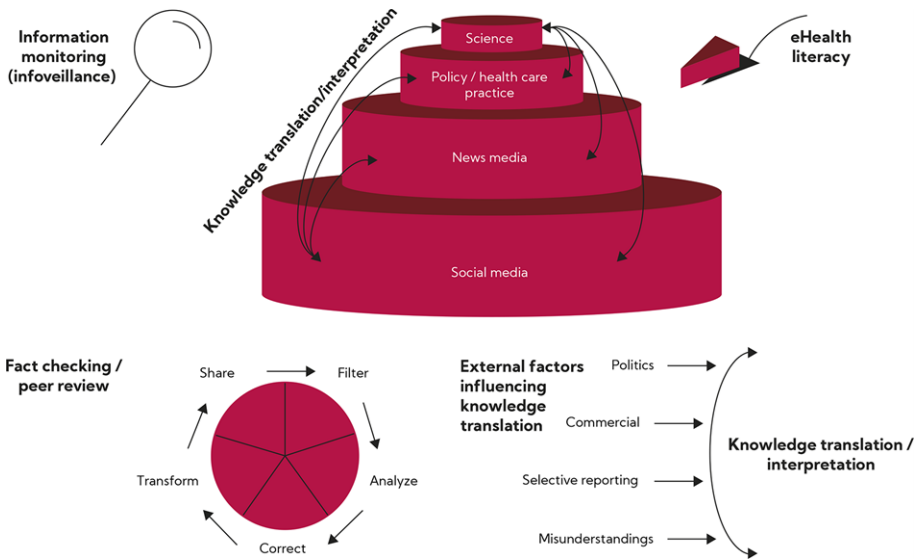 Information
monitoring
(infoveillance)
Knowledge translation/interpretation
Science
Policy / health care
practice
News media
Social media
eHealth
literacy
Fact checking /
peer review
Share
Filter
Analyze
Correct
Transform
External factors
influencing
knowledge
translation
Politics
Commercial
Selective reporting
Misunderstandings
Knowledge translation /
interpretation